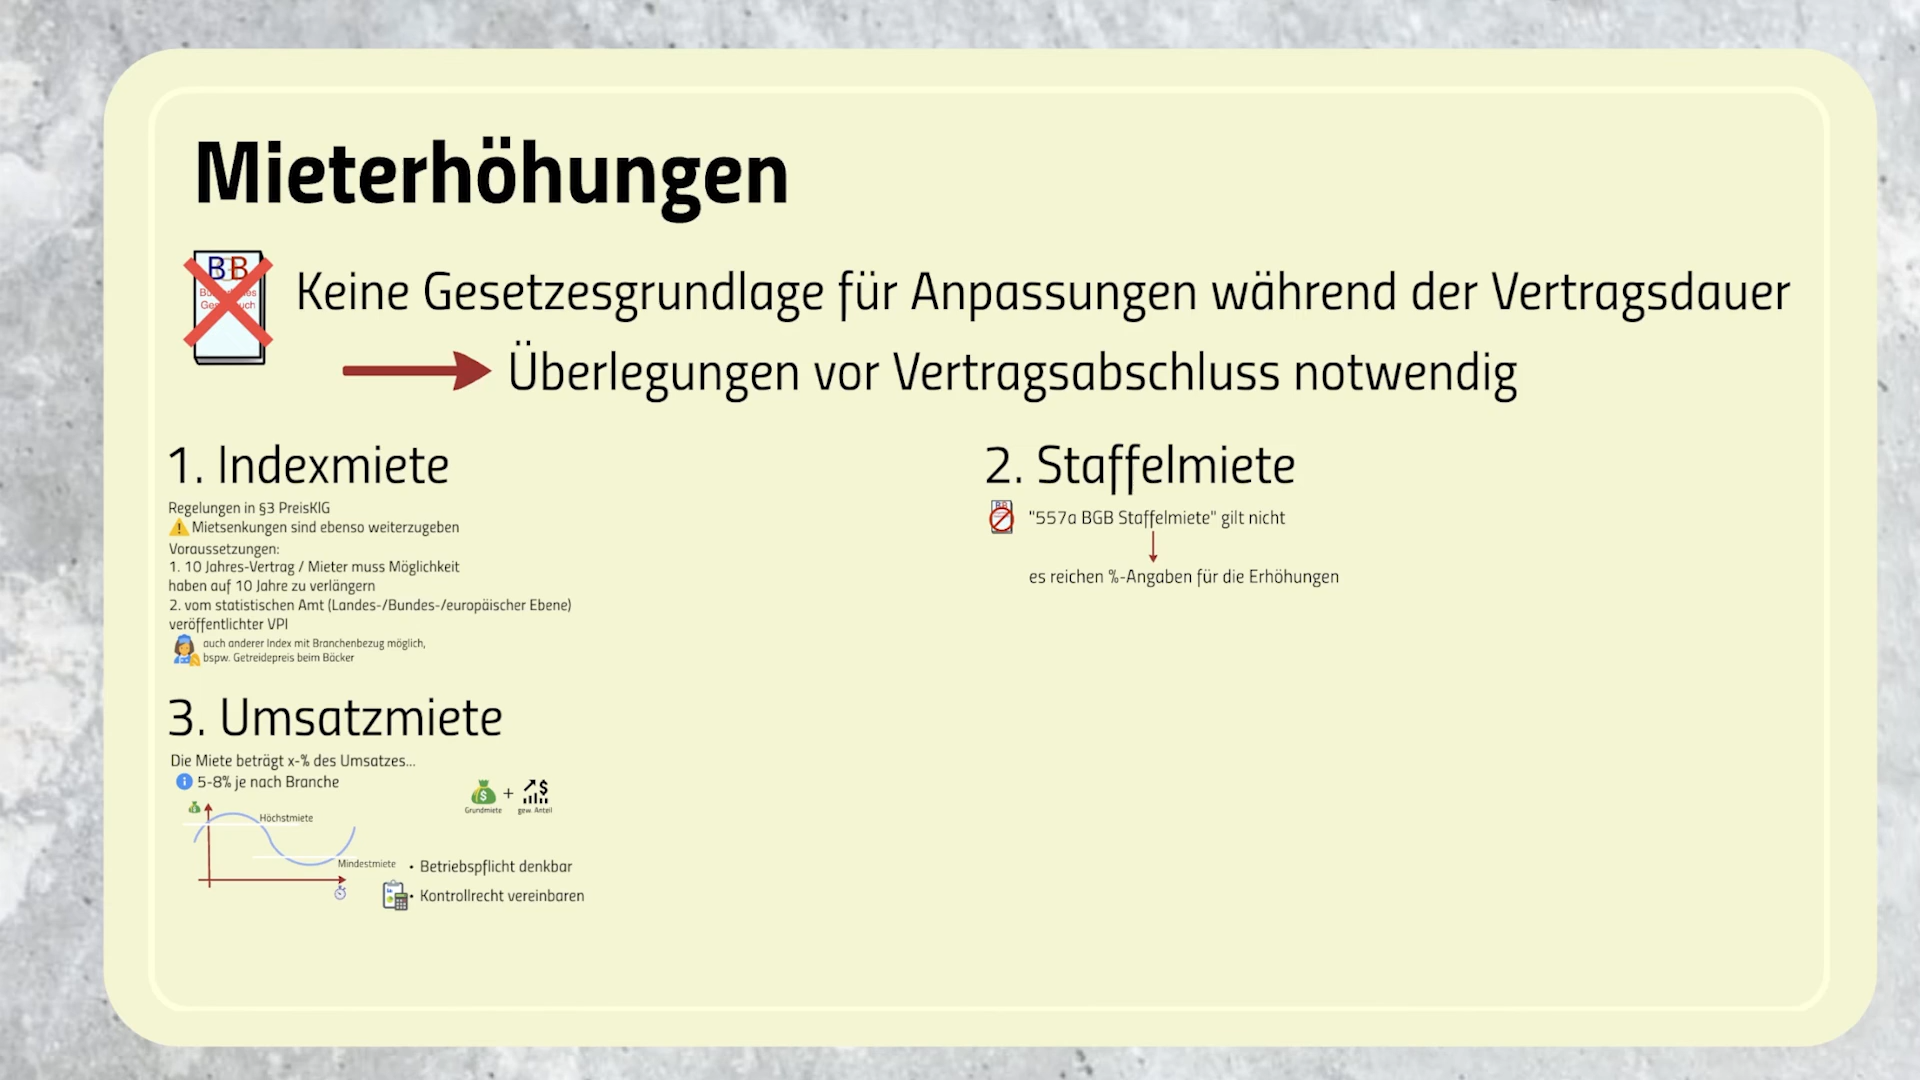 Mieterhöhungen
BB
Keine Gesetzesgrundlage für Anpassungen während der Vertragsdauer
Überlegungen vor Vertragsabschluss notwendig
1. Indexmiete
Regelungen in §3 PreisKlG
Mietsenkungen sind ebenso weiterzugeben
Voraussetzungen:
1. 10 Jahres-Vertrag / Mieter muss Möglichkeit
haben auf 10 Jahre zu verlängern
2. vom statistischen Amt (Landes-/Bundes-/europäischer Ebene)
veröffentlichter VPI
auch anderer Index mit Branchenbezug möglich,
bspw. Getreidepreis beim Bäcker
2. Staffelmiete
"557a BGB Staffelmiete" gilt nicht
es reichen %-Angaben für die Erhöhungen
3. Umsatzmiete
Die Miete beträgt x-% des Umsatzes...
5-8% je nach Branche
Grundmiete + gew. Anteil
Höchstmiete
Mindestmiete
• Betriebspflicht denkbar
• Kontrollrecht vereinbaren